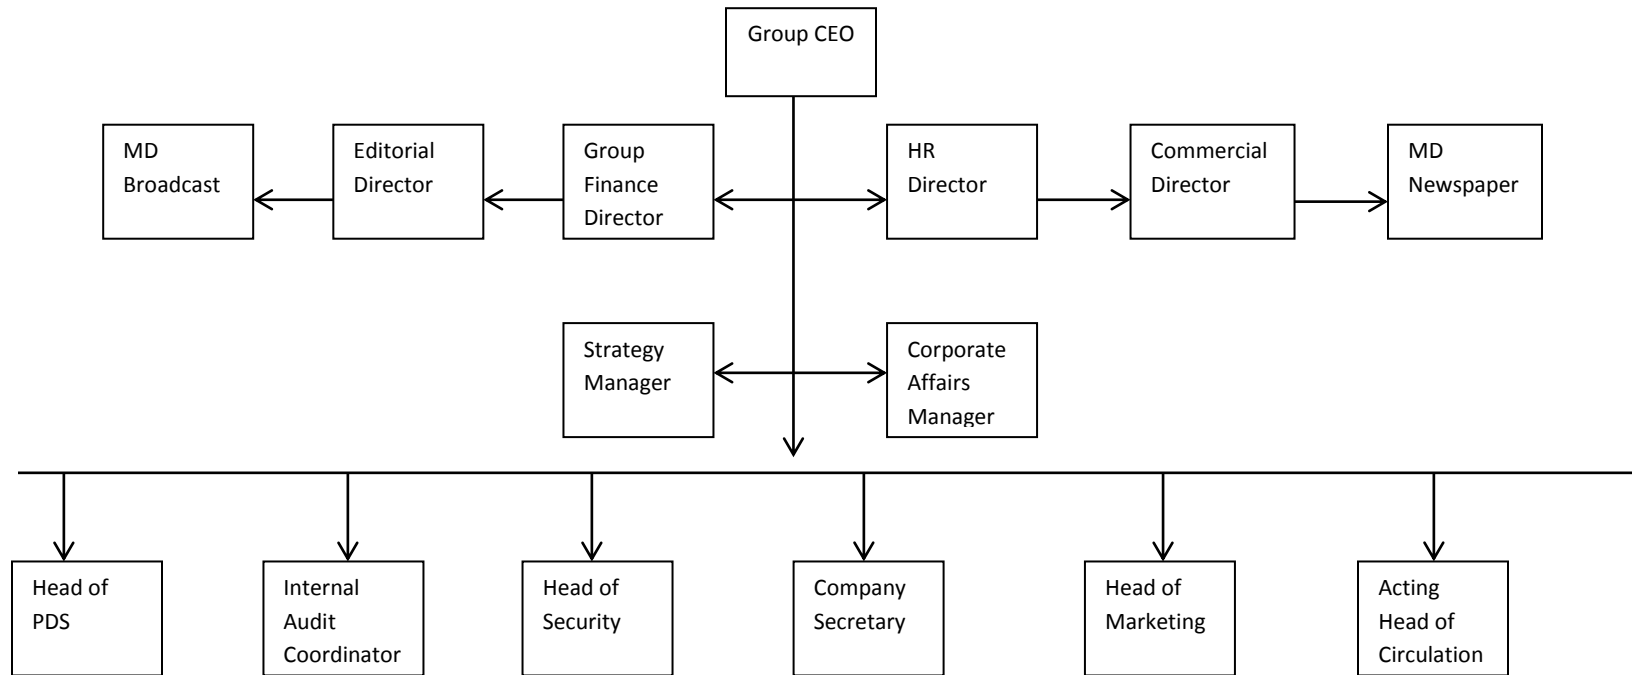 Group CEO
MD
Broadcast
Editorial
Director
Group
Finance
Director
HR
Director
Commercial
Director
MD
Newspaper
Strategy
Manager
Corporate
Affairs
Manager
Head of
PDS
Internal
Audit
Coordinator
Head of
Security
Company
Secretary
Head of
Marketing
Acting
Head of
Circulation